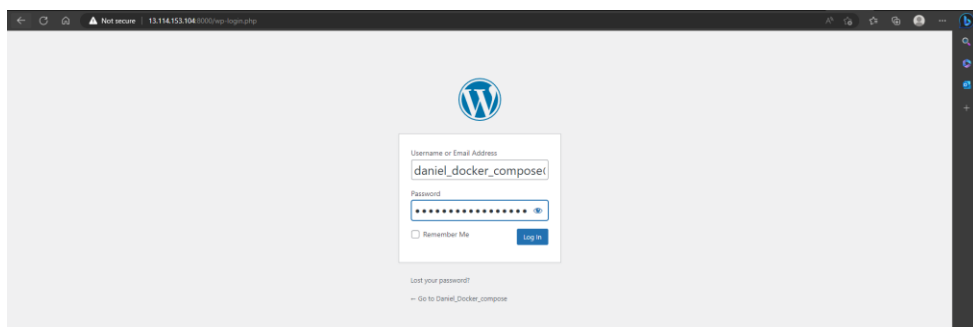 Not secure | 13.114.153.104:8000/wp-login.php
Username or Email Address
daniel_docker_compose(
Password
Remember Me
Log In
Lost your password?
← Go to Daniel_Docker_compose